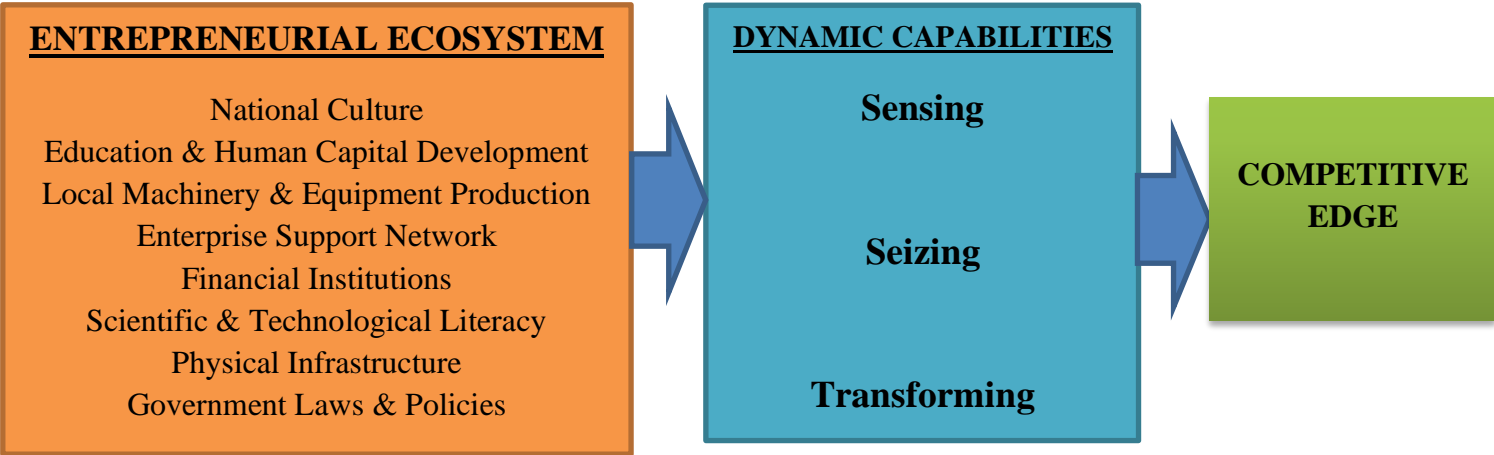 ENTREPRENEURIAL ECOSYSTEM
National Culture
Education & Human Capital Development
Local Machinery & Equipment Production
Enterprise Support Network
Financial Institutions
Scientific & Technological Literacy
Physical Infrastructure
Government Laws & Policies
DYNAMIC CAPABILITIES
Sensing
Seizing
Transforming
COMPETITIVE
EDGE